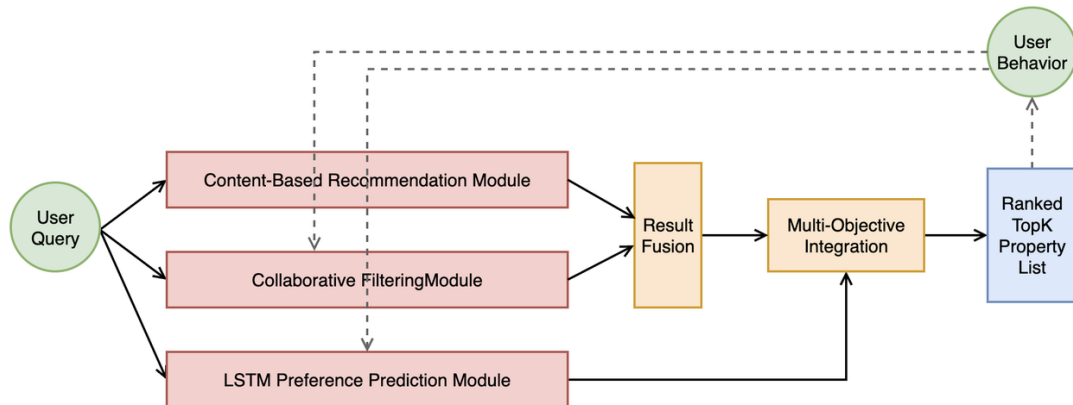 User
Behavior
Content-Based Recommendation Module
User
Query
Result
Fusion
Multi-Objective
Integration
Ranked
TopK
Property
List
Collaborative FilteringModule
LSTM Preference Prediction Module